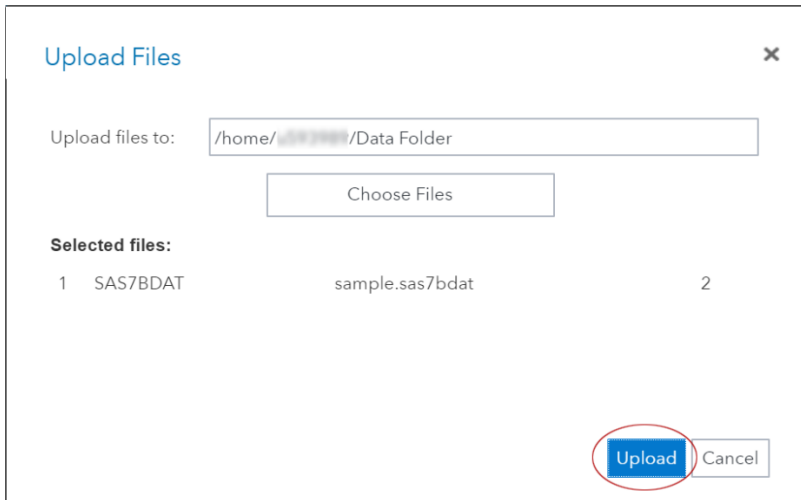 Upload Files
Upload files to: /home/ /Data Folder
Choose Files
Selected files:
1 SAS7BDAT sample.sas7bdat 2
Upload Cancel